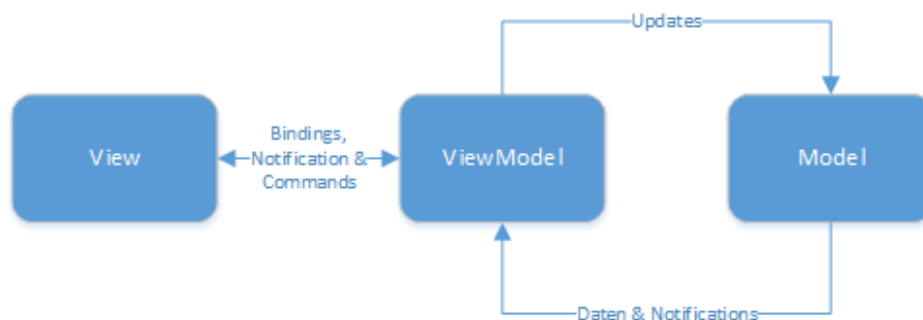 Updates
View
Bindings,
Notification &
Commands
ViewModel
Model
Daten & Notifications